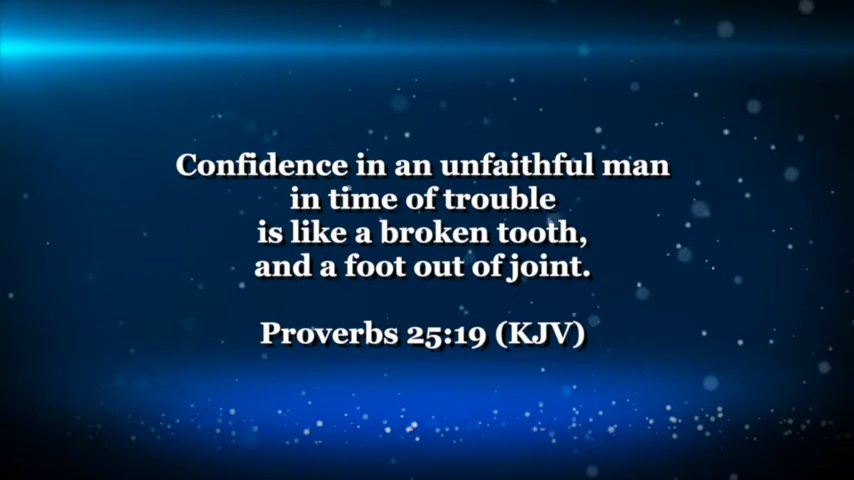 Confidence in an unfaithful man
in time of trouble
is like a broken tooth,
and a foot out of joint.
Proverbs 25:19 (KJV)